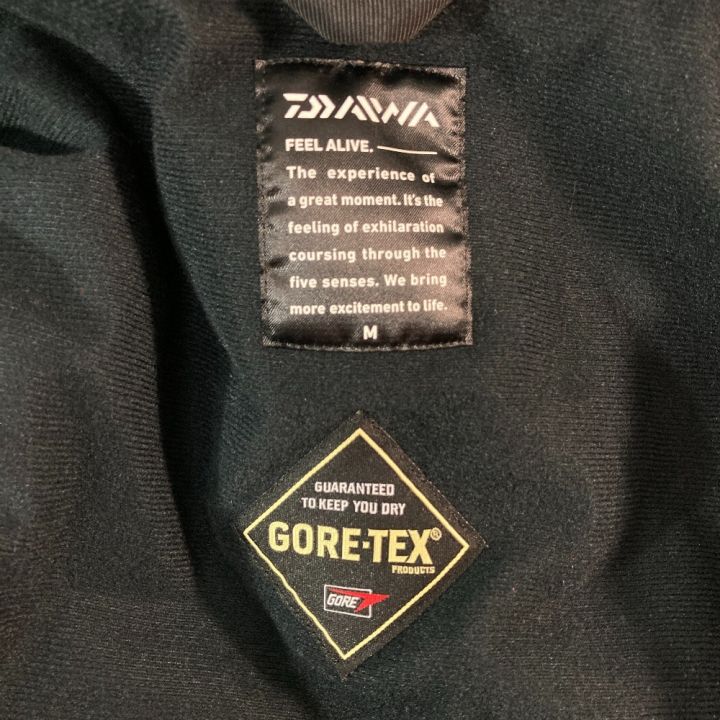 DAIWA
FEEL ALIVE.
The experience of
a great moment. It's the
feeling of exhilaration
coursing through the
five senses. We bring
more excitement to life.
M
GUARANTEED
TO KEEP YOU DRY
GORE-TEX®
PRODUCTS
GORE